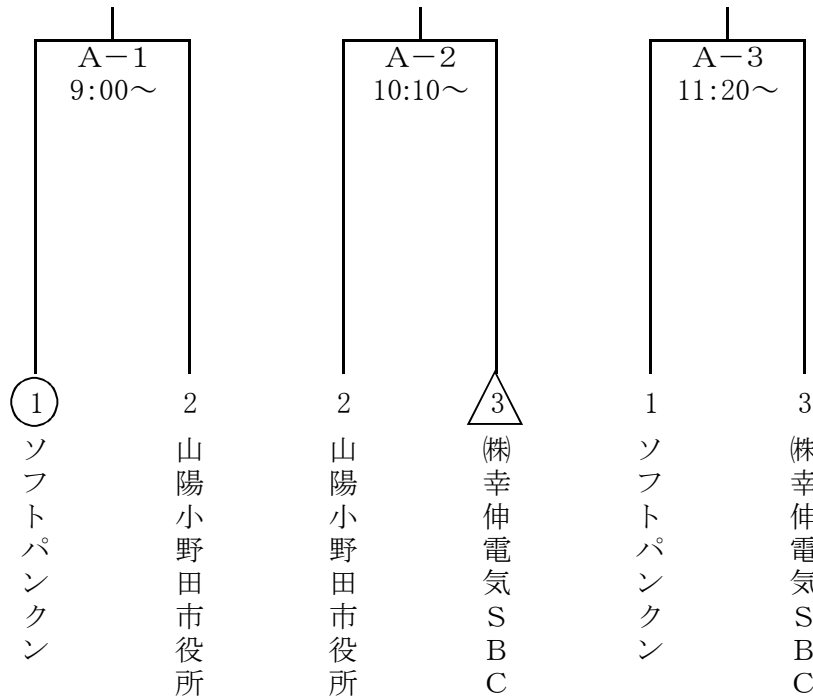 A－1
9:00～
A－2
10:10～
A－3
11:20～
1
2
2
3
1
3
ソフトパンクン
山陽小野田市役所
山陽小野田市役所
㈱幸伸電気SBC
ソフトパンクン
㈱幸伸電気SBC